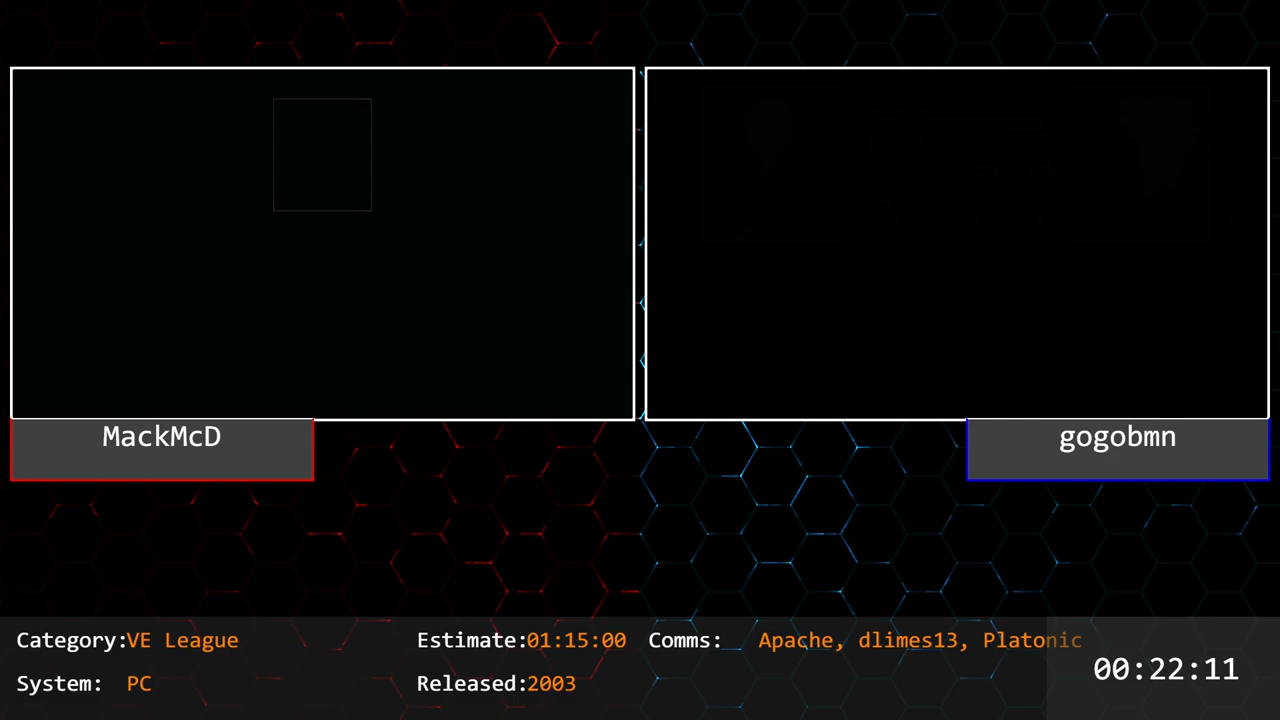 MackMcD
gogobmn
Category:VE League
Estimate:01:15:00
Comms: Apache, dlimes13, Platonic
System: PC
Released:2003
00:22:11